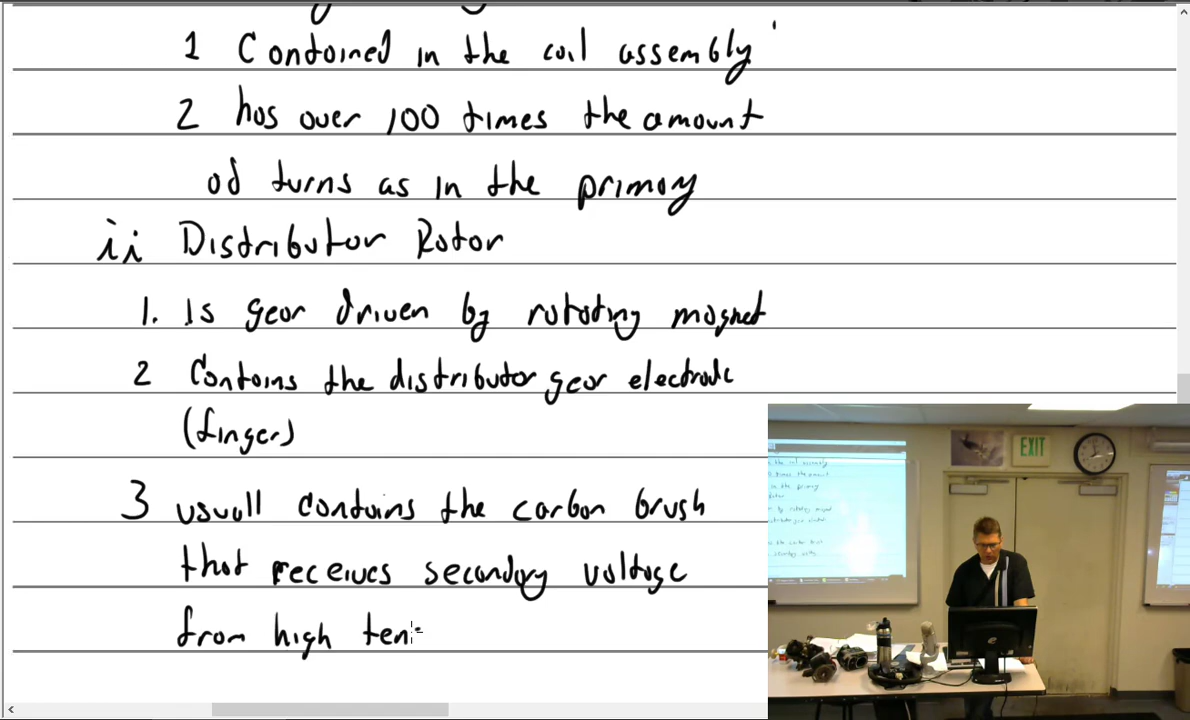 1 Contained in the coil assembly
2 has over 100 times the amount
od turns as in the primary
ii Distributor Rotor
1. Is gear driven by rotating magnet
2 Contains the distributor gear electrode
(finger)
3 usuall contains the carbon brush
that receives secondary voltage
from high ten
EXIT